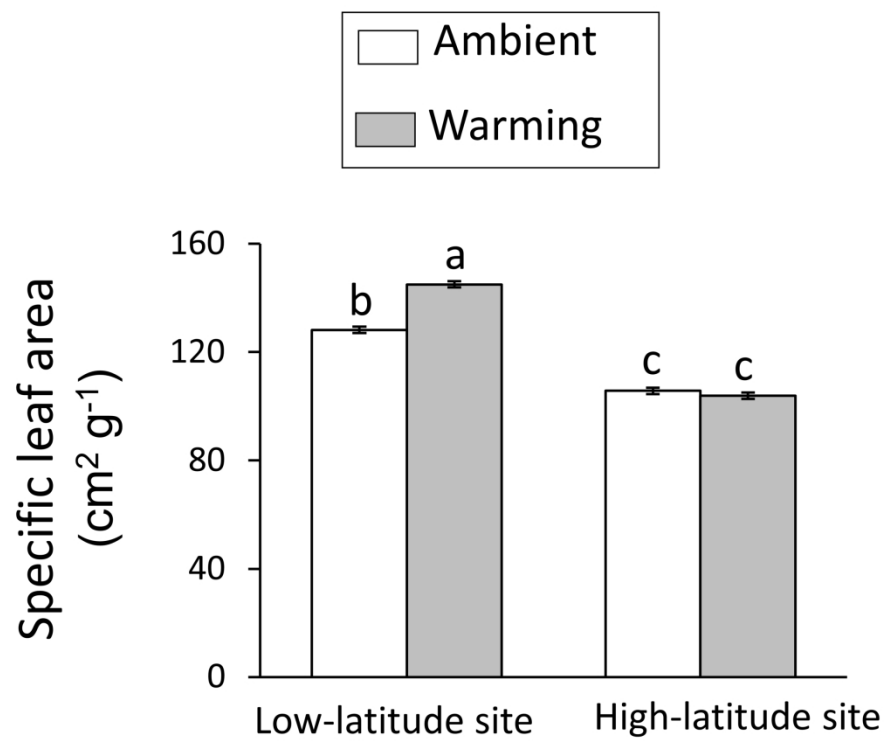 Ambient
Warming
Specific leaf area
(cm² g⁻¹)
160
120
80
40
0
b
a
c
c
Low-latitude site
High-latitude site